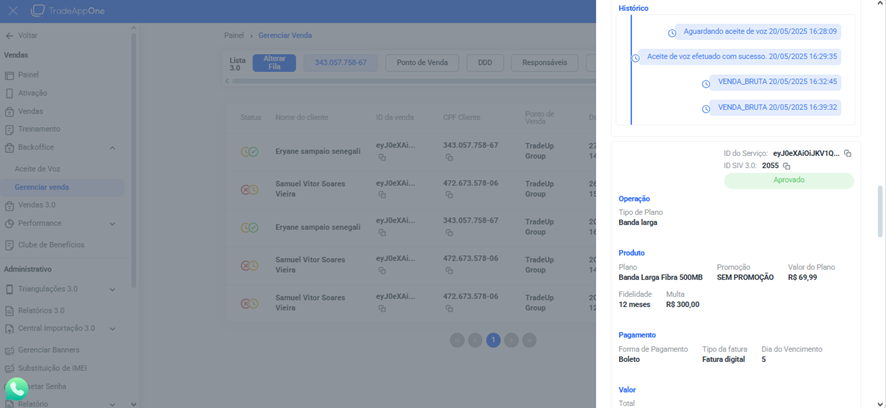 TradeAppOne
Voltar
Vendas
Painel
Ativação
Vendas
Treinamento
Backoffice
Aceite de Voz
Gerenciar venda
Vendas 3.0
Performance
Clube de Benefícios
Administrativo
Triangulações 3.0
Relatórios 3.0
Central Importação 3.0
Gerenciar Banners
Substituição de IMEI
etar Senha
Relatório
Painel
Gerenciar Venda
Lista 3.0
Alterar Fila
343.057.758-67
Ponto de Venda
DDD
Responsáveis
Status
Nome do cliente
ID da venda
CPF Cliente
Ponto de Venda
Eryane sampaio senegali
eyJ0eXAi...
343.057.758-67
TradeUp Group
Samuel Vitor Soares Vieira
eyJ0eXAi...
472.673.578-06
TradeUp Group
Eryane sampaio senegali
eyJ0eXAi...
343.057.758-67
TradeUp Group
Samuel Vitor Soares Vieira
eyJ0eXAi...
472.673.578-06
TradeUp Group
Samuel Vitor Soares Vieira
eyJ0eXAi...
472.673.578-06
TradeUp Group
1
Histórico
Aguardando aceite de voz 20/05/2025 16:28:09
Aceite de voz efetuado com sucesso. 20/05/2025 16:29:35
VENDA_BRUTA 20/05/2025 16:32:45
VENDA_BRUTA 20/05/2025 16:39:32
ID do Serviço: eyJ0eXAiOiJKV1Q...
ID SIV 3.0: 2055
Aprovado
Operação
Tipo de Plano
Banda larga
Produto
Plano
Banda Larga Fibra 500MB
Promoção
SEM PROMOÇÃO
Valor do Plano
R$ 69,99
Fidelidade
12 meses
Multa
R$ 300,00
Pagamento
Forma de Pagamento
Boleto
Tipo da fatura
Fatura digital
Dia do Vencimento
5
Valor
Total